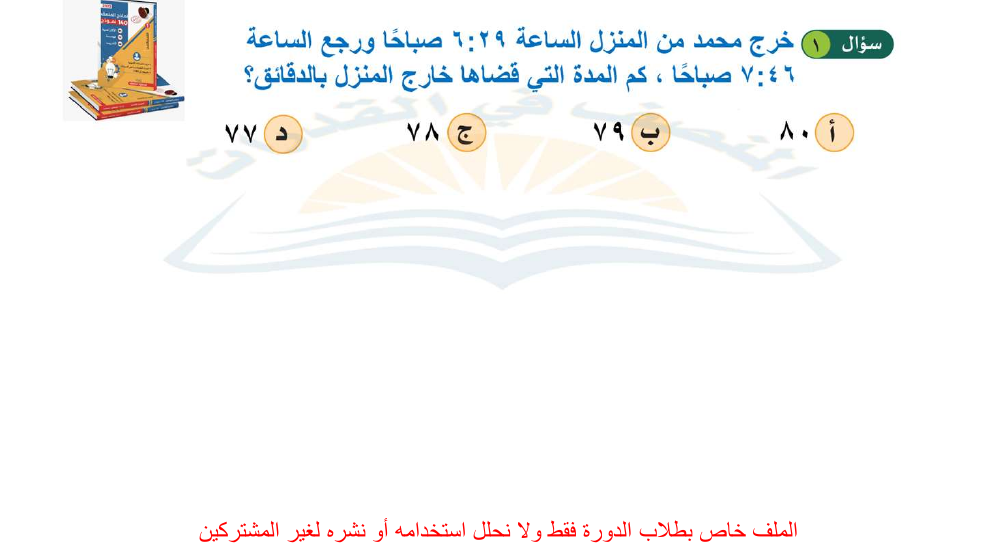 سؤال ١ خرج محمد من المنزل الساعة ٦:٢٩ صباحًا ورجع الساعة
٧:٤٦ صباحًا ، كم المدة التي قضاها خارج المنزل بالدقائق؟
أ ٨٠ ب ٧٩ ج ٧٨ د ٧٧
الملف خاص بطلاب الدورة فقط ولا نحلل استخدامه أو نشره لغير المشتركين